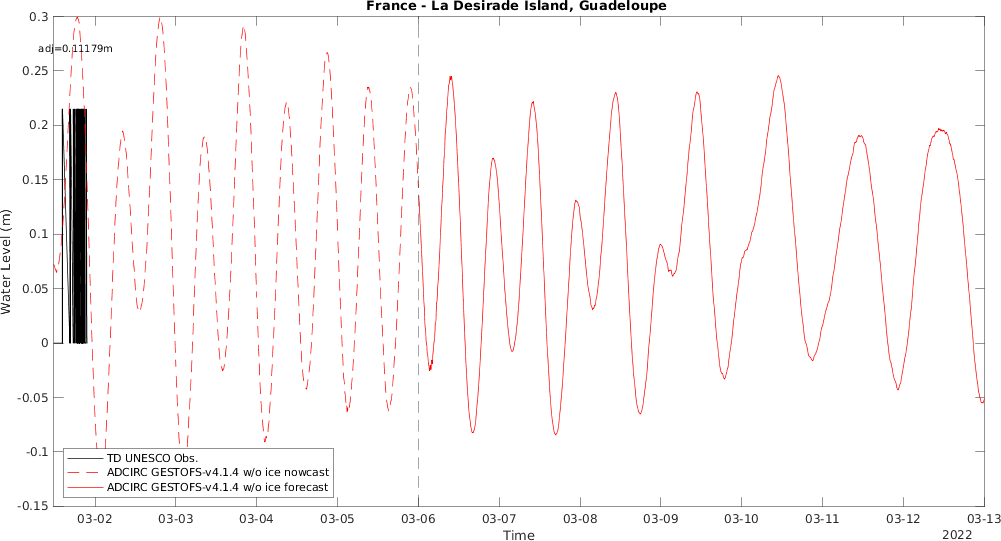 France - La Desirade Island, Guadeloupe
adj=0.11179m
0.3
0.25
0.2
0.15
0.1
0.05
0
-0.05
-0.1
-0.15
Water Level (m)
TD UNESCO Obs.
ADCIRC GESTOFS-v4.1.4 w/o ice nowcast
ADCIRC GESTOFS-v4.1.4 w/o ice forecast
03-02 03-03 03-04 03-05 03-06 03-07 03-08 03-09 03-10 03-11 03-12 03-13
Time
2022